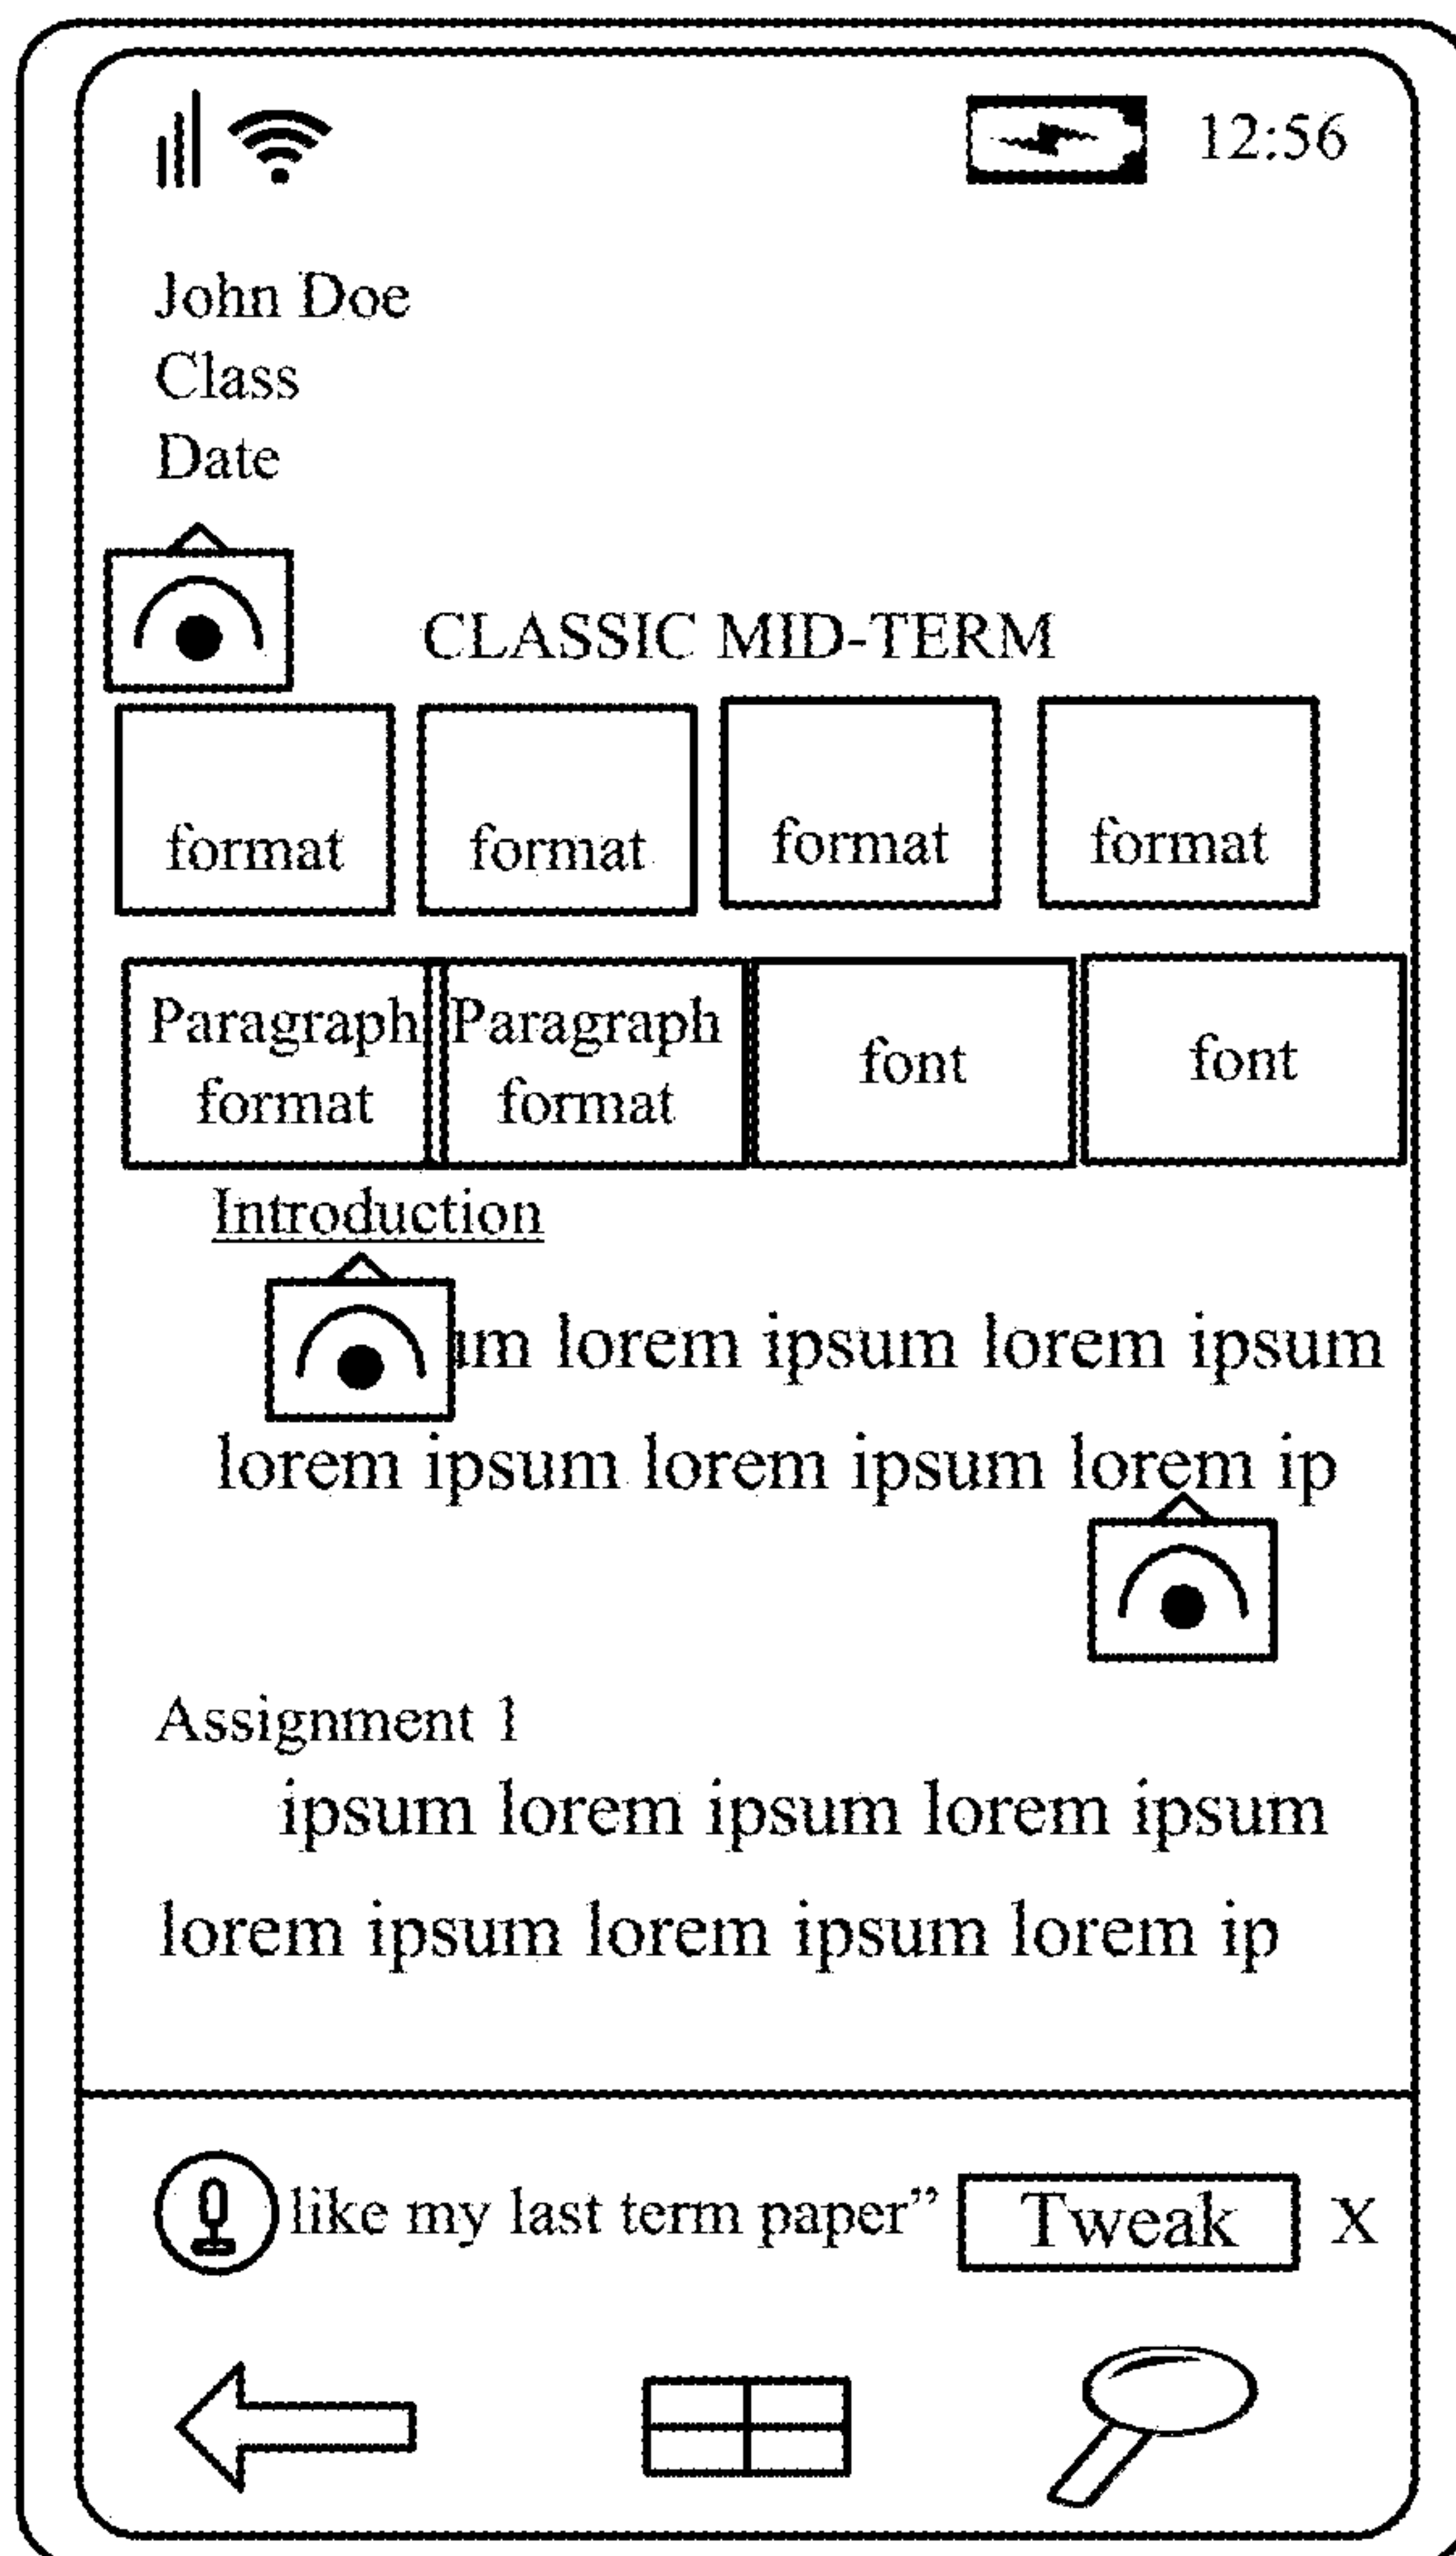 12:56
John Doe
Class
Date
CLASSIC MID-TERM
format format format format
Paragraph Paragraph
format format font font
Introduction
um lorem ipsum lorem ipsum
lorem ipsum lorem ipsum lorem ip
Assignment 1
ipsum lorem ipsum lorem ipsum
lorem ipsum lorem ipsum lorem ip
like my last term paper” Tweak X